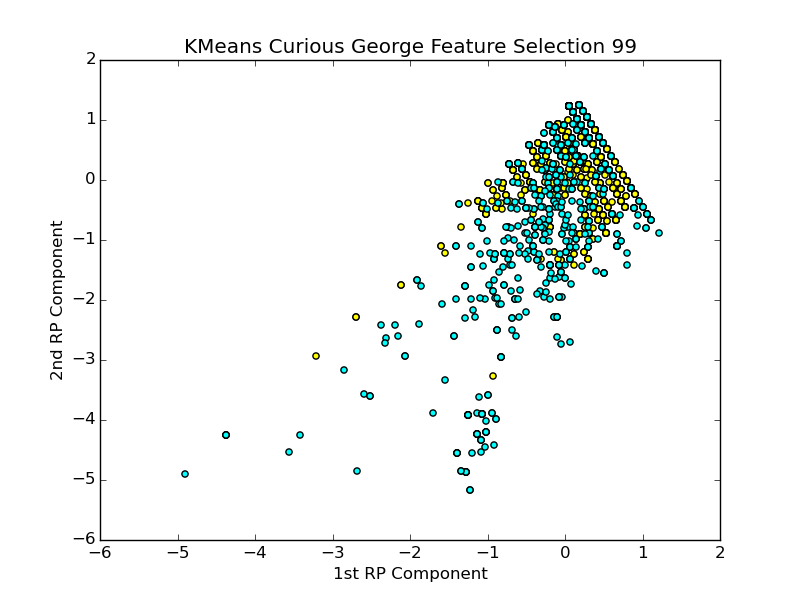 KMeans Curious George Feature Selection 99
2
1
0
−1
−2
−3
−4
−5
−6
2nd RP Component
−6 −5 −4 −3 −2 −1 0 1 2
1st RP Component